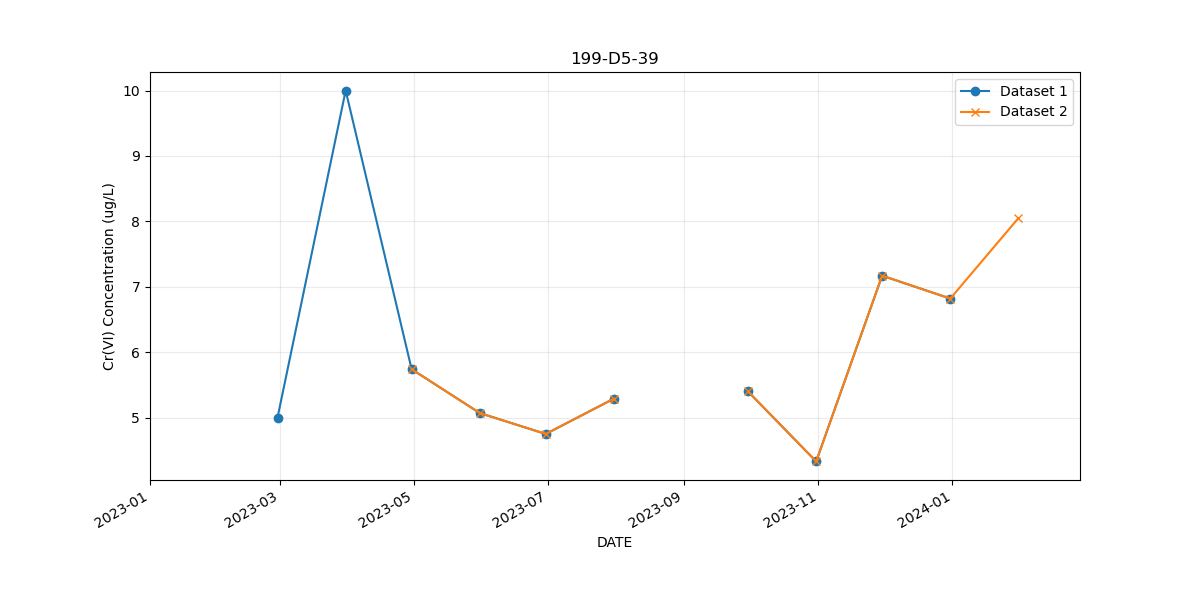 199-D5-39
10
9
8
7
6
5
Cr(VI) Concentration (ug/L)
Dataset 1
Dataset 2
2023-01
2023-03
2023-05
2023-07
2023-09
2023-11
2024-01
DATE